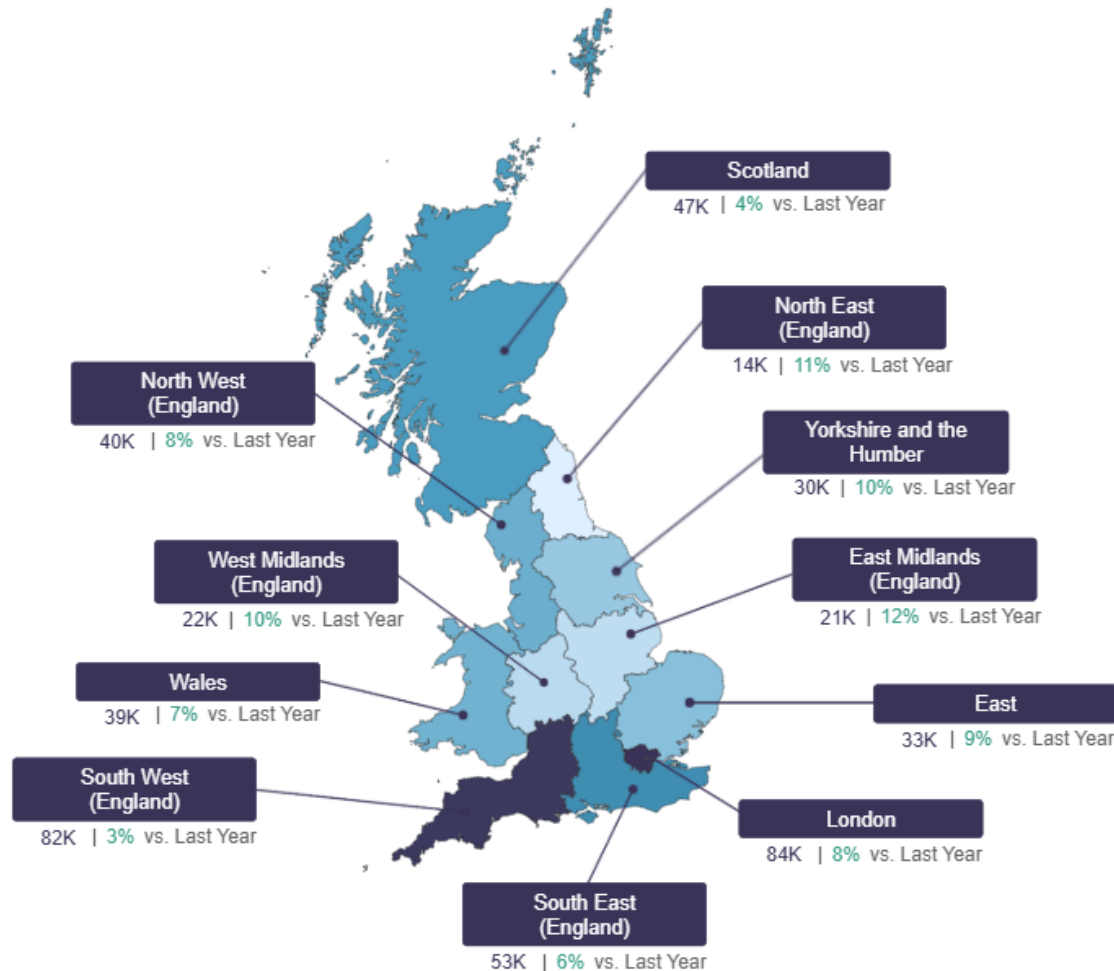 Scotland
47K | 4% vs. Last Year
North East
(England)
14K | 11% vs. Last Year
North West
(England)
40K | 8% vs. Last Year
Yorkshire and the
Humber
30K | 10% vs. Last Year
West Midlands
(England)
22K | 10% vs. Last Year
East Midlands
(England)
21K | 12% vs. Last Year
Wales
39K | 7% vs. Last Year
East
33K | 9% vs. Last Year
South West
(England)
82K | 3% vs. Last Year
London
84K | 8% vs. Last Year
South East
(England)
53K | 6% vs. Last Year